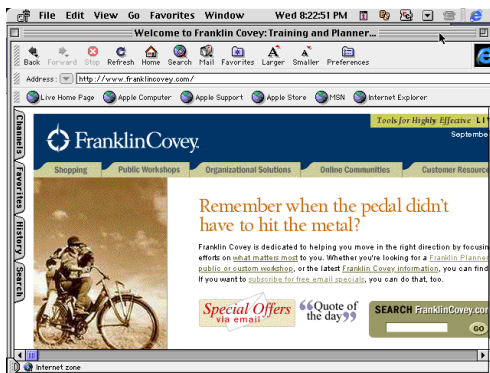 File Edit View Go Favorites Window Wed 8:22:51 PM
Welcome to Franklin Covey: Training and Planner...
Back Forward Stop Refresh Home Search Mail Favorites Larger Smaller Preferences
Address: http://www.franklincovey.com/
Live Home Page Apple Computer Apple Support Apple Store MSN Internet Explorer
Channels
Favorites
History
Search
Tools for Highly Effective LI
Septembe
FranklinCovey.
Shopping Public Workshops Organizational Solutions Online Communities Customer Resource
Remember when the pedal didn't
have to hit the metal?
Franklin Covey is dedicated to helping you move in the right direction by focusin
efforts on what matters most to you. Whether you're looking for a Franklin Planner
public or custom workshop, or the latest Franklin Covey information, you can find
If you want to subscribe for free email specials, you can do that, too.
Special Offers
via email
“Quote of
the day”
SEARCH FranklinCovey.com
GO
Internet zone